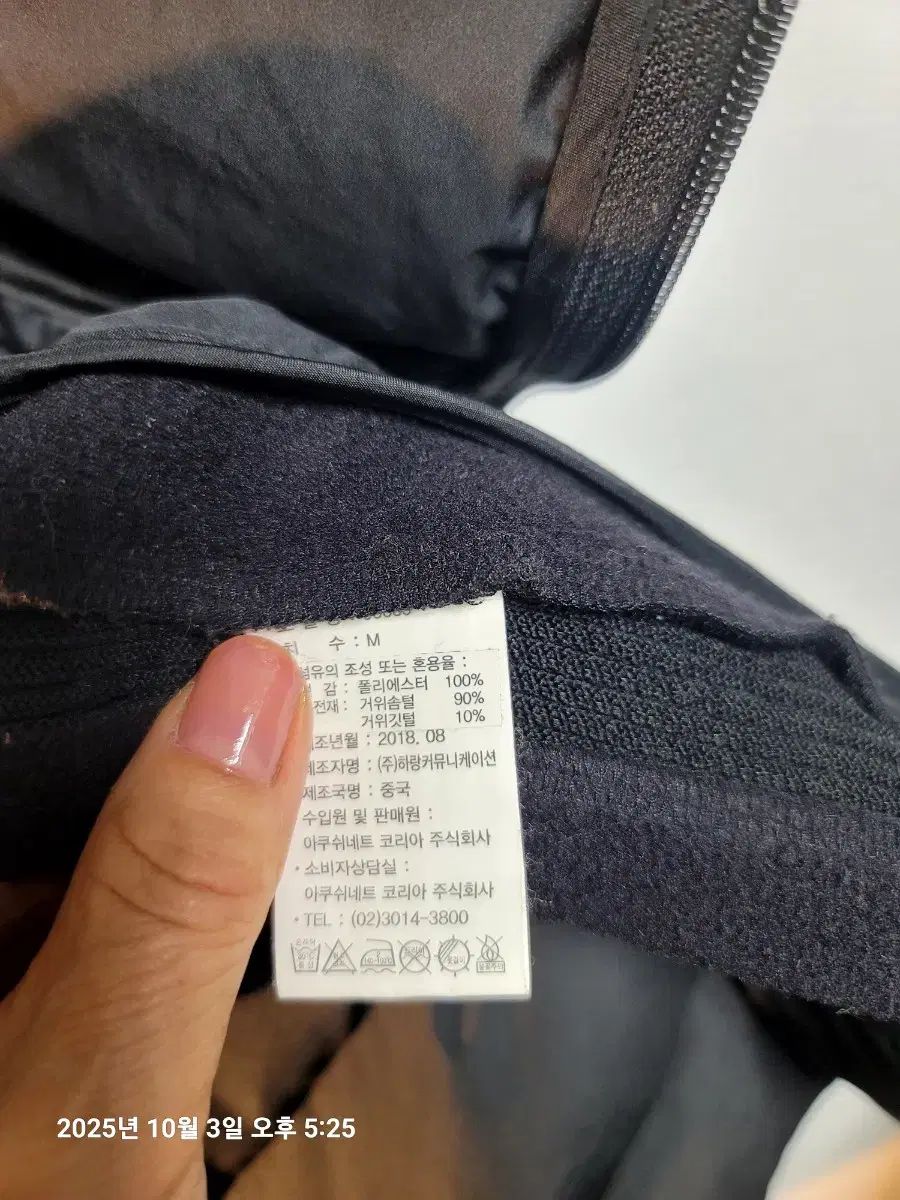 수 : M
섬유의 조성 또는 혼용율 :
감 : 폴리에스터 100%
전재 : 거위솜털 90%
거위깃털 10%
제조년월 : 2018. 08
제조자명 : (주)하랑커뮤니케이션
제조국명 : 중국
수입원 및 판매원 :
아쿠쉬네트 코리아 주식회사
• 소비자상담실 :
아쿠쉬네트 코리아 주식회사
• TEL : (02)3014-3800
140~160℃
2025년 10월 3일 오후 5:25